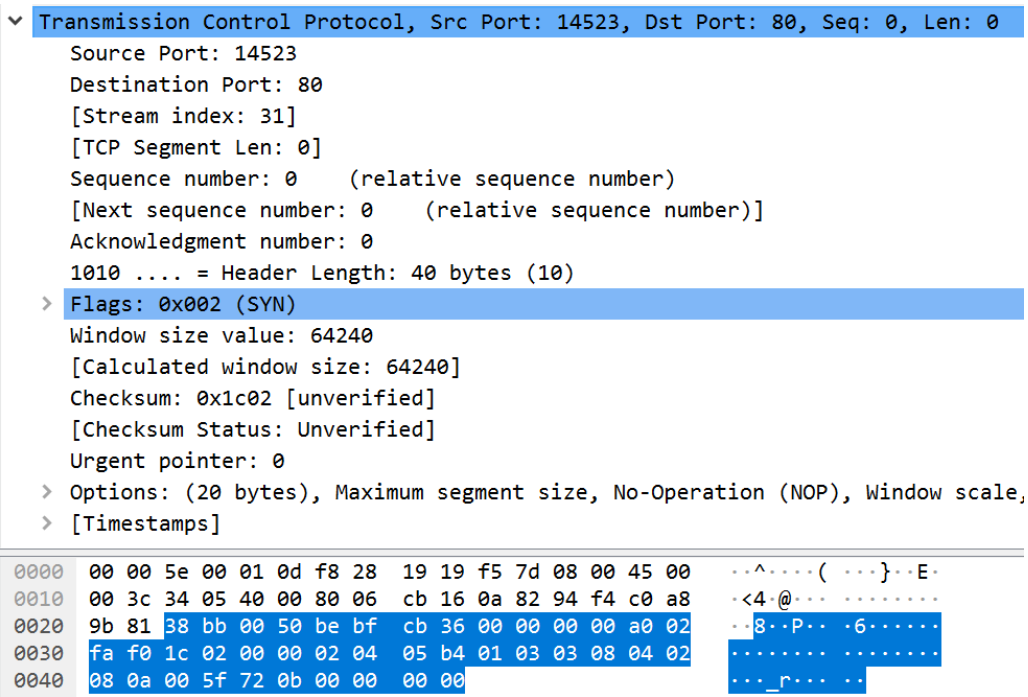 Transmission Control Protocol, Src Port: 14523, Dst Port: 80, Seq: 0, Len: 0
Source Port: 14523
Destination Port: 80
[Stream index: 31]
[TCP Segment Len: 0]
Sequence number: 0    (relative sequence number)
[Next sequence number: 0    (relative sequence number)]
Acknowledgment number: 0
1010 .... = Header Length: 40 bytes (10)
Flags: 0x002 (SYN)
Window size value: 64240
[Calculated window size: 64240]
Checksum: 0x1c02 [unverified]
[Checksum Status: Unverified]
Urgent pointer: 0
Options: (20 bytes), Maximum segment size, No-Operation (NOP), Window scale,
[Timestamps]
0000  00 00 5e 00 01 0d f8 28  19 19 f5 7d 08 00 45 00  ··^····( ···}··E·
0010  00 3c 34 05 40 00 80 06  cb 16 0a 82 94 f4 c0 a8  ·<4·@··· ········
0020  9b 81 38 bb 00 50 be bf  cb 36 00 00 00 00 a0 02  ··8··P·· ·6······
0030  fa f0 1c 02 00 00 02 04  05 b4 01 03 03 08 04 02  ········ ········
0040  08 0a 00 5f 72 0b 00 00  00 00  ···_r··· ··